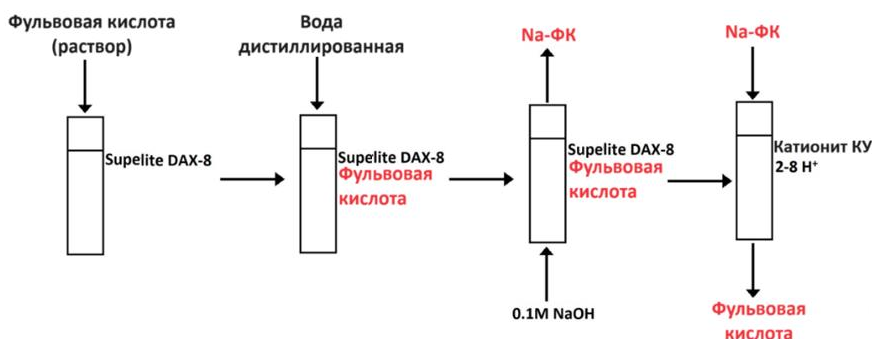 Фульвовая кислота
(раствор)
Supelite DAX-8
Вода
дистиллированная
Supelite DAX-8
Фульвовая
кислота
Na-ФК
Supelite DAX-8
Фульвовая
кислота
0.1М NaOH
Na-ФК
Катионит КУ
2-8 Н⁺
Фульвовая
кислота